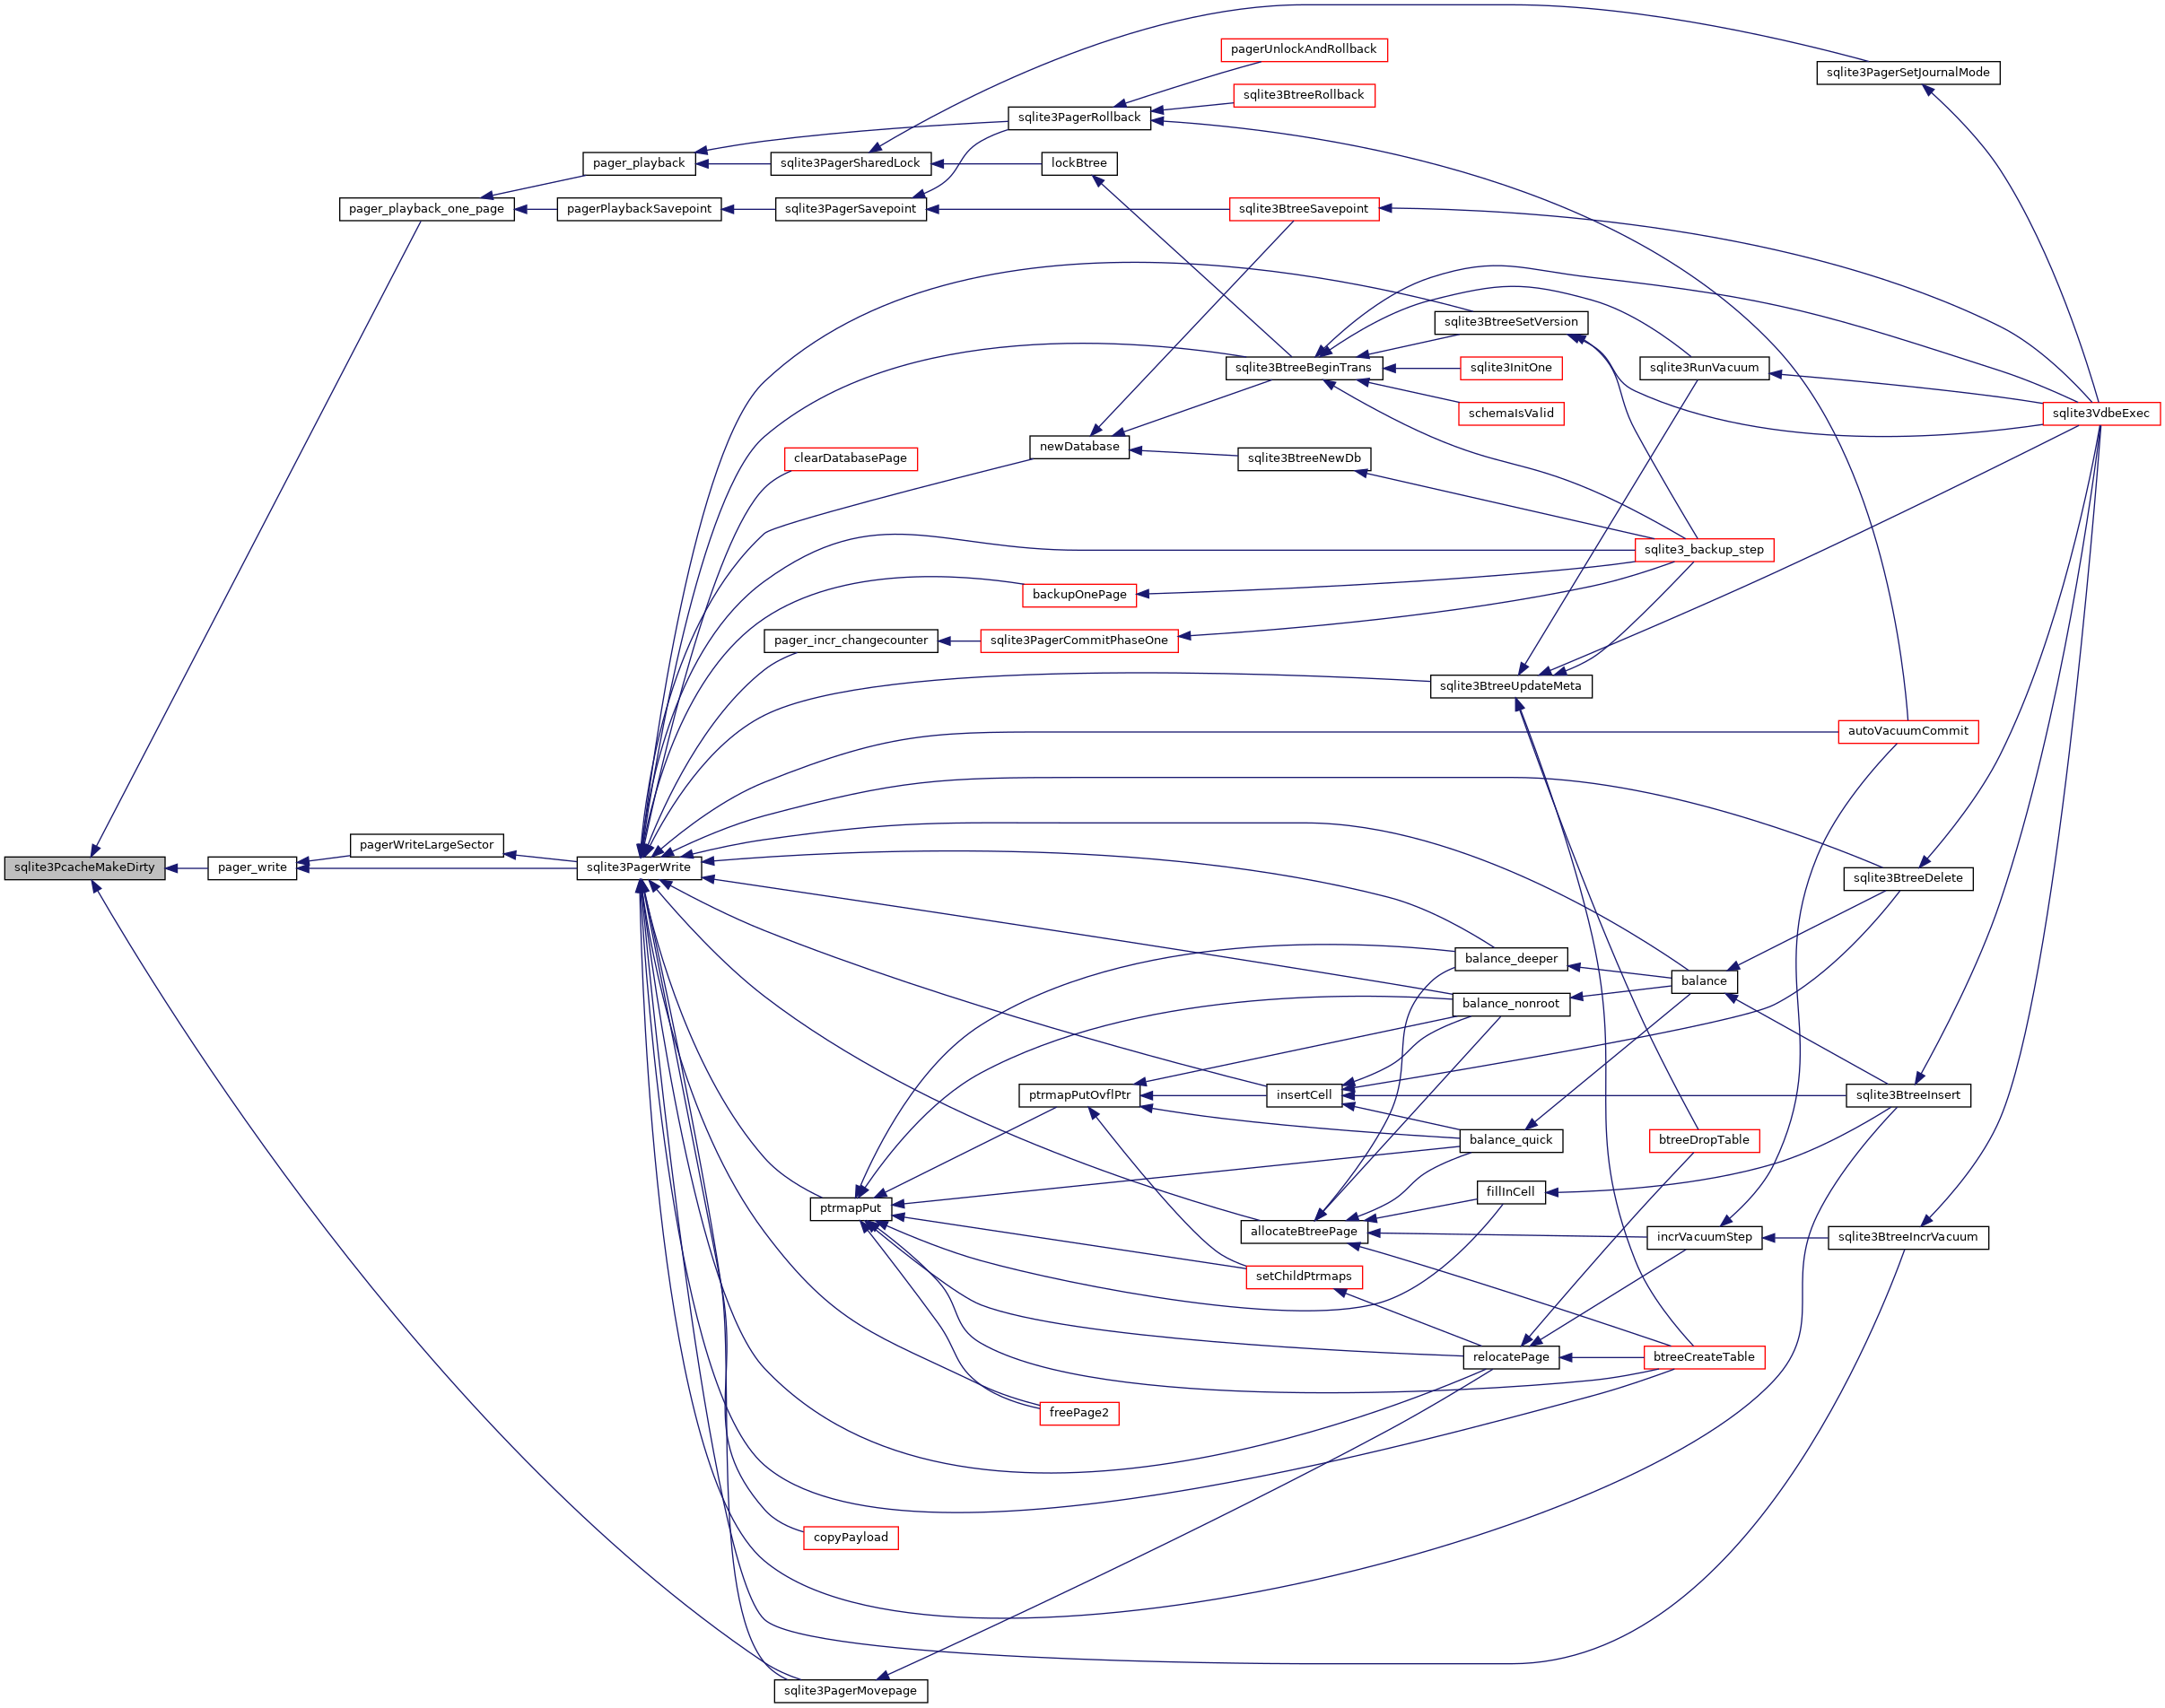 pagerUnlockAndRollback
sqlite3PagerSetJournalMode
sqlite3BtreeRollback
sqlite3PagerRollback
pager_playback
sqlite3PagerSharedLock
lockBtree
pager_playback_one_page
pagerPlaybackSavepoint
sqlite3PagerSavepoint
sqlite3BtreeSavepoint
sqlite3BtreeSetVersion
sqlite3BtreeBeginTrans
sqlite3InitOne
sqlite3RunVacuum
schemaIsValid
sqlite3VdbeExec
newDatabase
clearDatabasePage
sqlite3BtreeNewDb
sqlite3_backup_step
backupOnePage
pager_incr_changecounter
sqlite3PagerCommitPhaseOne
sqlite3BtreeUpdateMeta
autoVacuumCommit
pagerWriteLargeSector
sqlite3PcacheMakeDirty
pager_write
sqlite3PagerWrite
sqlite3BtreeDelete
balance_deeper
balance
balance_nonroot
ptrmapPutOvflPtr
insertCell
sqlite3BtreeInsert
balance_quick
btreeDropTable
fillInCell
ptrmapPut
allocateBtreePage
incrVacuumStep
sqlite3BtreeIncrVacuum
setChildPtrmaps
relocatePage
btreeCreateTable
freePage2
copyPayload
sqlite3PagerMovepage